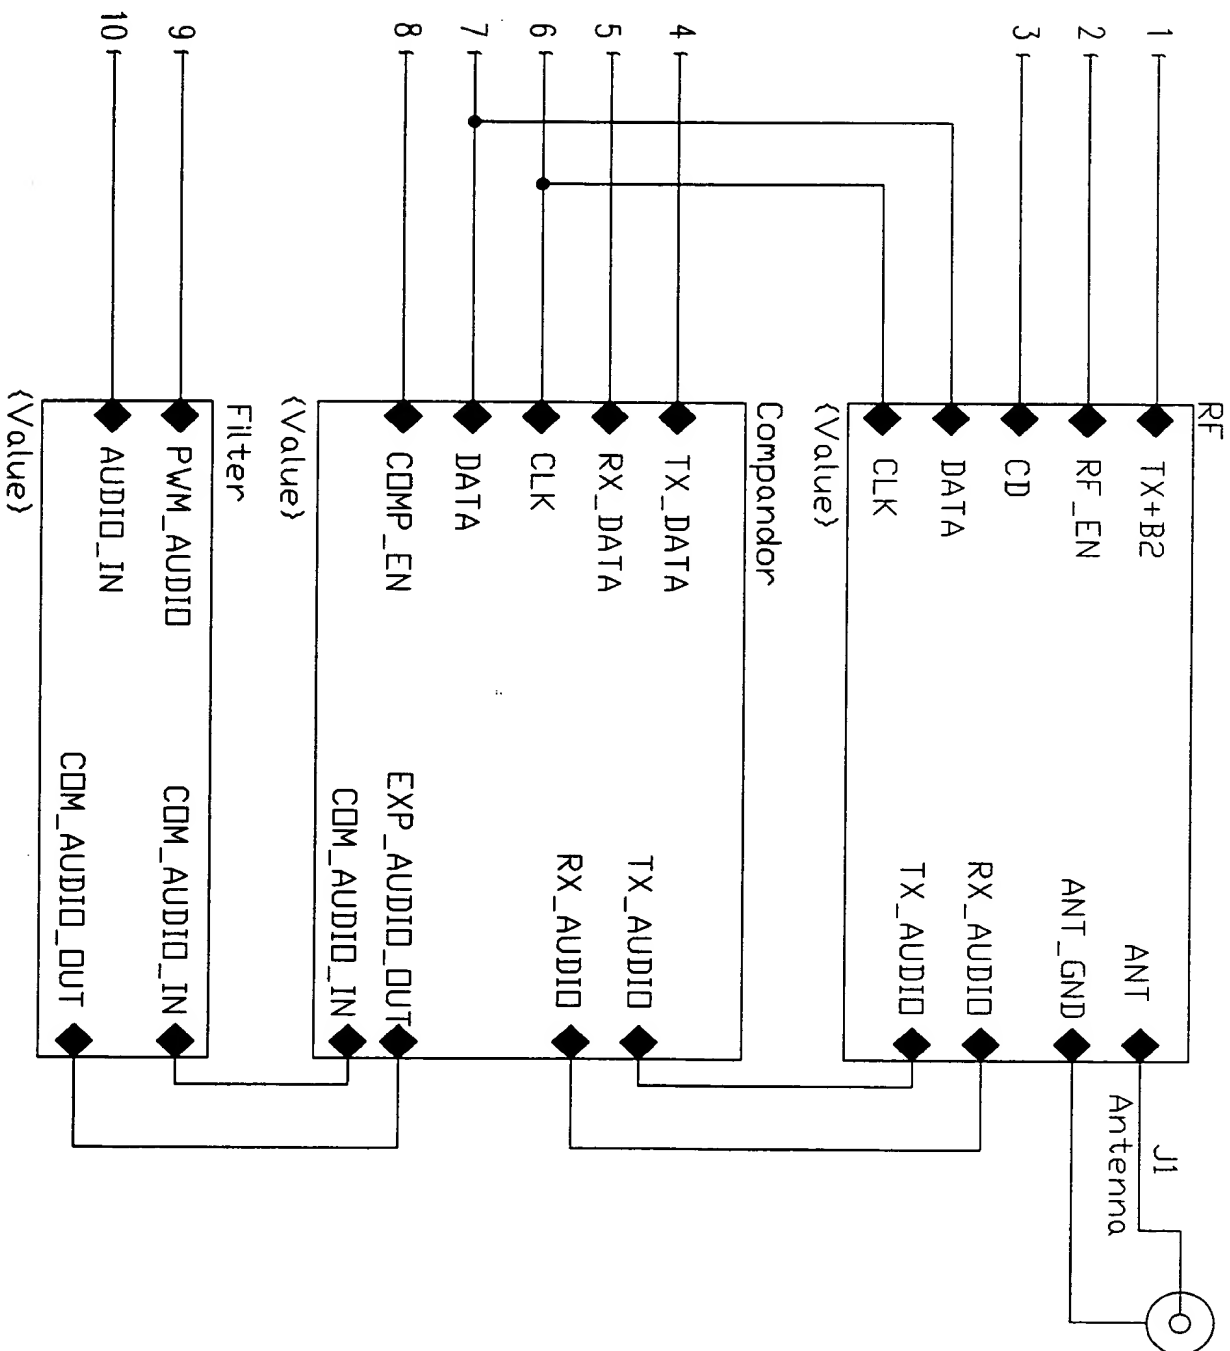 RF
1
TX+B2
2
RF_EN
3
CD
DATA
CLK
ANT
ANT_GND
RX_AUDIO
TX_AUDIO
{Value}
J1
Antenna
Compandor
4
TX_DATA
5
RX_DATA
6
CLK
7
DATA
8
COMP_EN
TX_AUDIO
RX_AUDIO
EXP_AUDIO_OUT
COM_AUDIO_IN
{Value}
Filter
9
PWM_AUDIO
10
AUDIO_IN
COM_AUDIO_IN
COM_AUDIO_OUT
{Value}